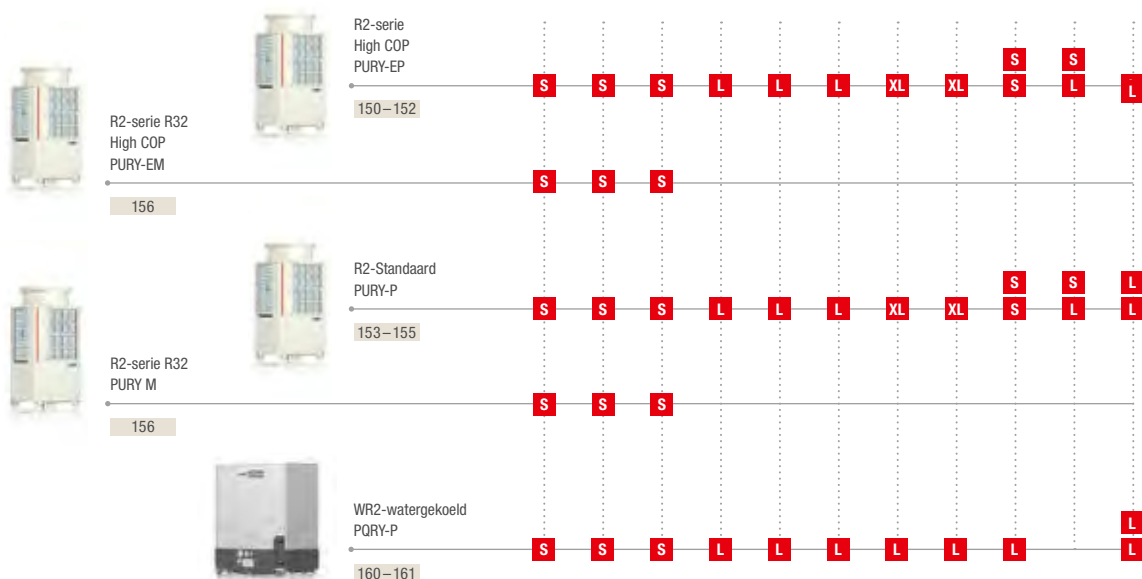 R2-serie
High COP
PURY-EP
S S
S S S L L L XL XL S L L
150–152
R2-serie R32
High COP
PURY-EM
S S S
156
R2-Standaard
PURY-P
S S L
S S S L L L XL XL S L L
153–155
R2-serie R32
PURY M
S S S
156
WR2-watergekoeld
PQRY-P
L
S S S L L L L L L L
160–161